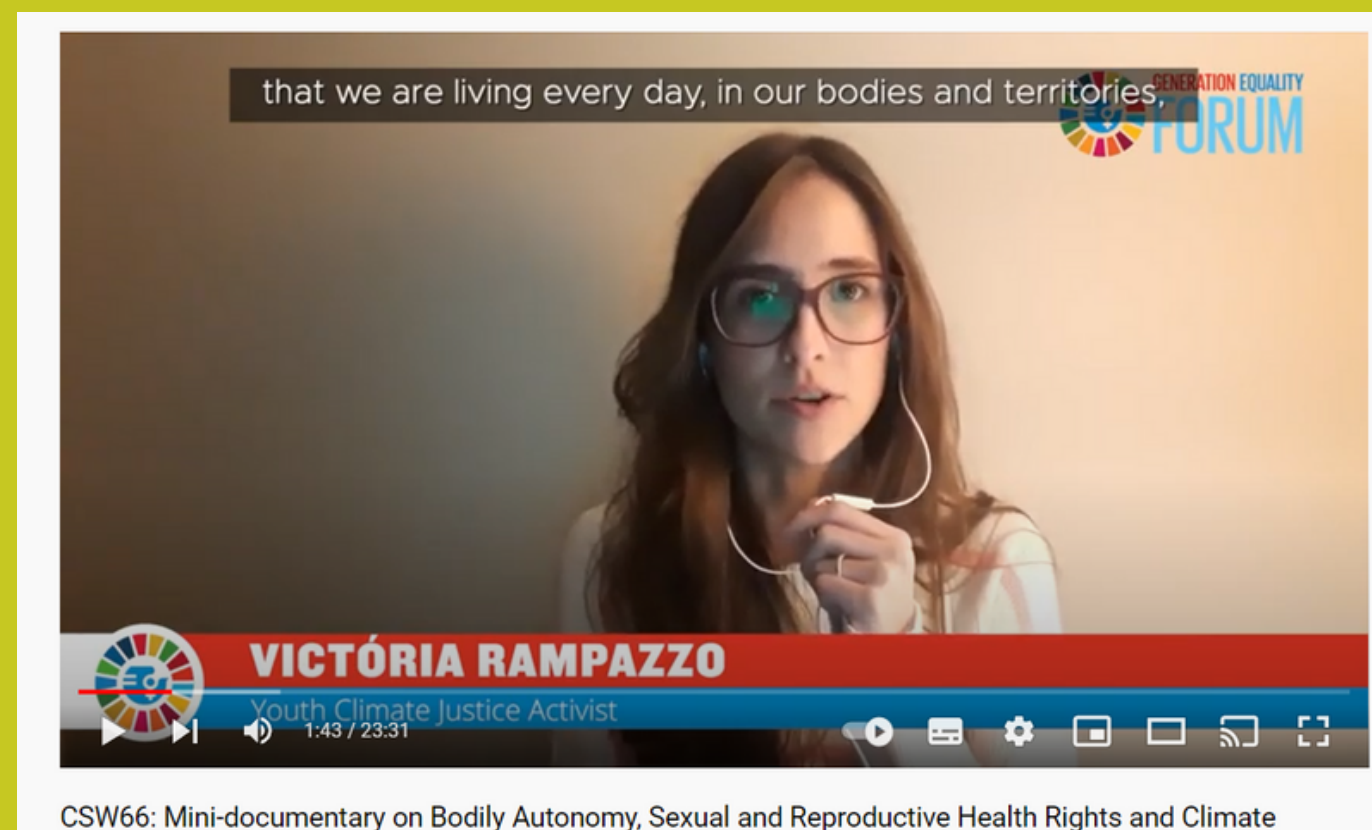 that we are living every day, in our bodies and territories,
GENERATION EQUALITY
FORUM
VICTÓRIA RAMPAZZO
Youth Climate Justice Activist
1:43 / 23:31
CSW66: Mini-documentary on Bodily Autonomy, Sexual and Reproductive Health Rights and Climate